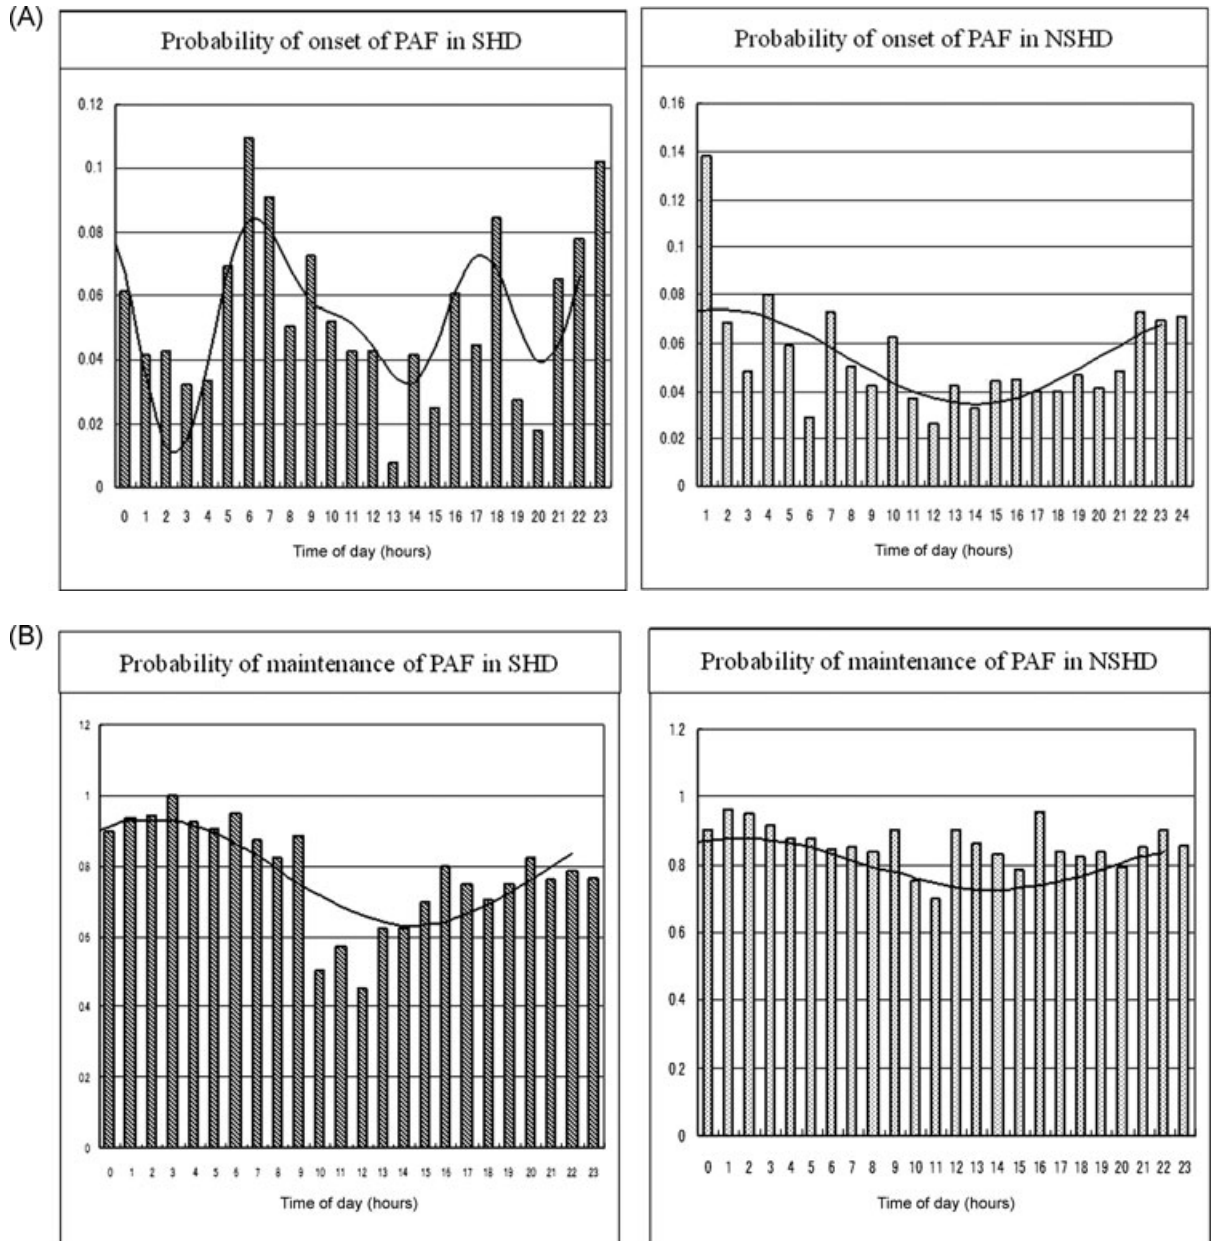 (A)
Probability of onset of PAF in SHD
0.12
0.1
0.08
0.06
0.04
0.02
0
0 1 2 3 4 5 6 7 8 9 10 11 12 13 14 15 16 17 18 19 20 21 22 23
Time of day (hours)
Probability of onset of PAF in NSHD
0.16
0.14
0.12
0.1
0.08
0.06
0.04
0.02
0
1 2 3 4 5 6 7 8 9 10 11 12 13 14 15 16 17 18 19 20 21 22 23 24
Time of day (hours)
(B)
Probability of maintenance of PAF in SHD
12
1
08
06
04
02
0
0 1 2 3 4 5 6 7 8 9 10 11 12 13 14 15 16 17 18 19 20 21 22 23
Time of day (hours)
Probability of maintenance of PAF in NSHD
1.2
1
0.8
0.6
0.4
0.2
0
0 1 2 3 4 5 6 7 8 9 10 11 12 13 14 15 16 17 18 19 20 21 22 23
Time of day (hours)